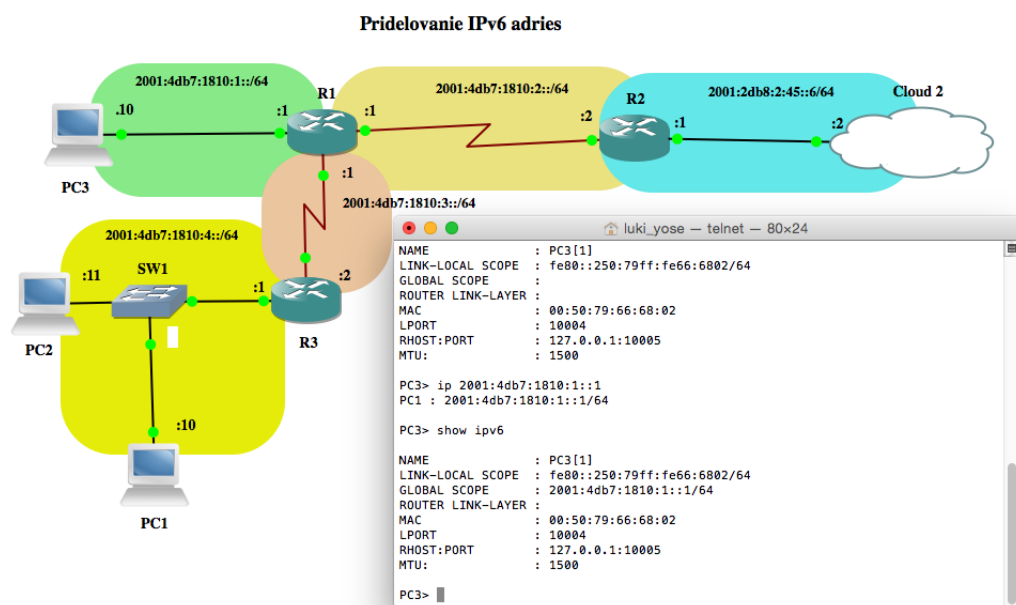 Pridelovanie IPv6 adries
2001:4db7:1810:1::/64
R1
2001:4db7:1810:2::/64
R2
2001:2db8:2:45::6/64
Cloud 2
.10
:1
:1
:2
:1
:2
PC3
:1
2001:4db7:1810:3::/64
2001:4db7:1810:4::/64
:11
SW1
:1
:2
R3
PC2
:10
PC1
luki_yose — telnet — 80×24
NAME : PC3[1]
LINK-LOCAL SCOPE : fe80::250:79ff:fe66:6802/64
GLOBAL SCOPE :
ROUTER LINK-LAYER :
MAC : 00:50:79:66:68:02
LPORT : 10004
RHOST:PORT : 127.0.0.1:10005
MTU: : 1500
PC3> ip 2001:4db7:1810:1::1
PC1 : 2001:4db7:1810:1::1/64
PC3> show ipv6
NAME : PC3[1]
LINK-LOCAL SCOPE : fe80::250:79ff:fe66:6802/64
GLOBAL SCOPE : 2001:4db7:1810:1::1/64
ROUTER LINK-LAYER :
MAC : 00:50:79:66:68:02
LPORT : 10004
RHOST:PORT : 127.0.0.1:10005
MTU: : 1500
PC3>